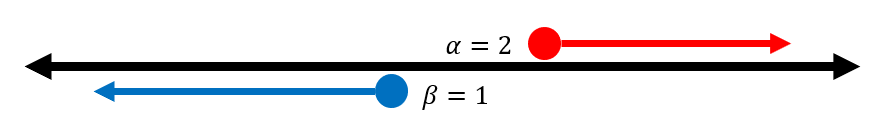 α = 2
β = 1